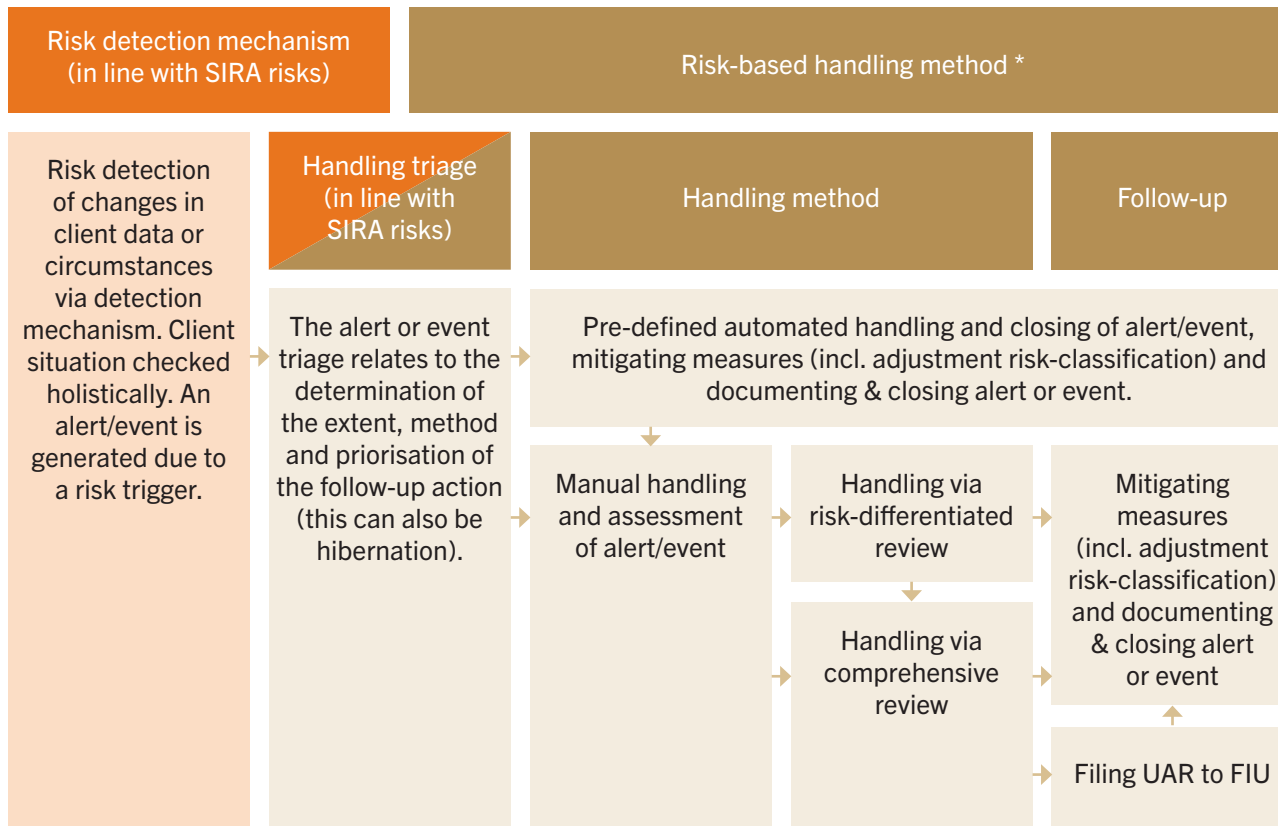 Risk detection mechanism
(in line with SIRA risks)
Risk-based handling method *
Handling triage
(in line with
SIRA risks)
Handling method
Follow-up
Risk detection
of changes in
client data or
circumstances
via detection
mechanism. Client
situation checked
holistically. An
alert/event is
generated due to
a risk trigger.
The alert or event
triage relates to the
determination of
the extent, method
and priorisation of
the follow-up action
(this can also be
hibernation).
Pre-defined automated handling and closing of alert/event,
mitigating measures (incl. adjustment risk-classification) and
documenting & closing alert or event.
Manual handling
and assessment
of alert/event
Handling via
risk-differentiated
review
Handling via
comprehensive
review
Mitigating
measures
(incl. adjustment
risk-classification)
and documenting
& closing alert
or event
Filing UAR to FIU